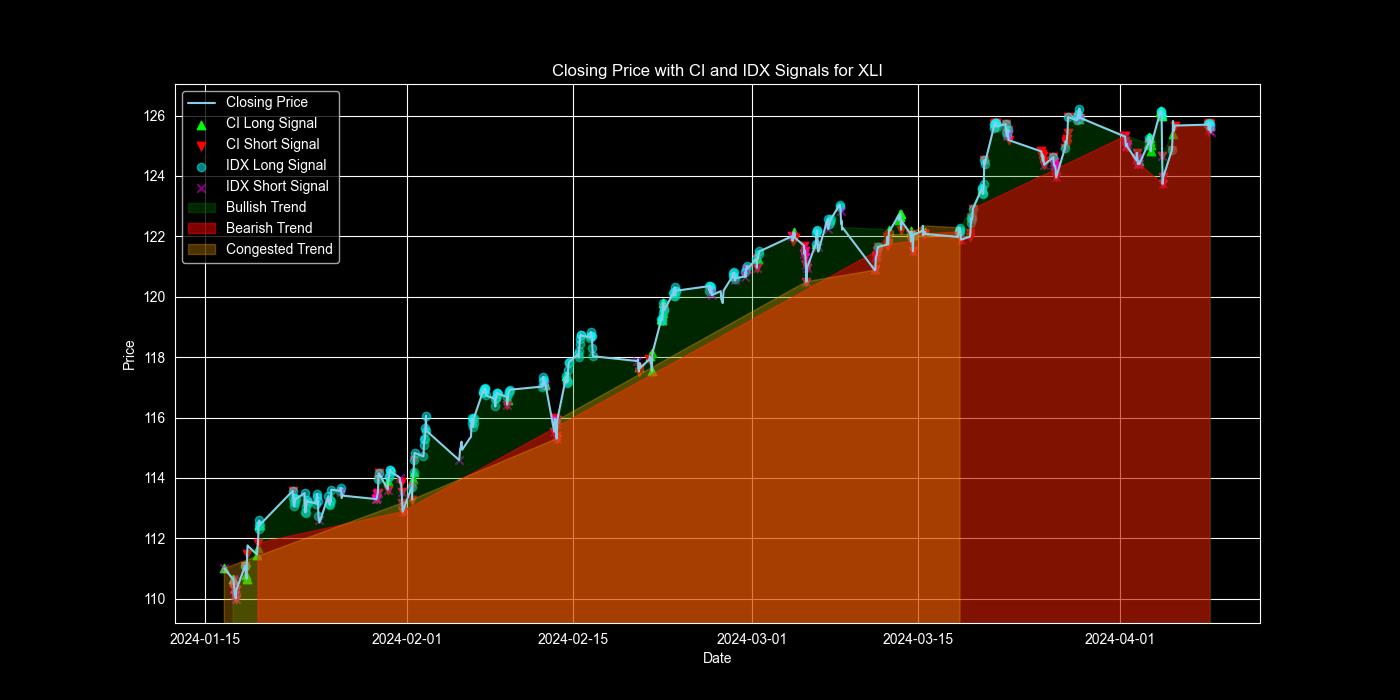 Closing Price with CI and IDX Signals for XLI
Closing Price
CI Long Signal
CI Short Signal
IDX Long Signal
IDX Short Signal
Bullish Trend
Bearish Trend
Congested Trend
Price
126
124
122
120
118
116
114
112
110
2024-01-15 2024-02-01 2024-02-15 2024-03-01 2024-03-15 2024-04-01
Date